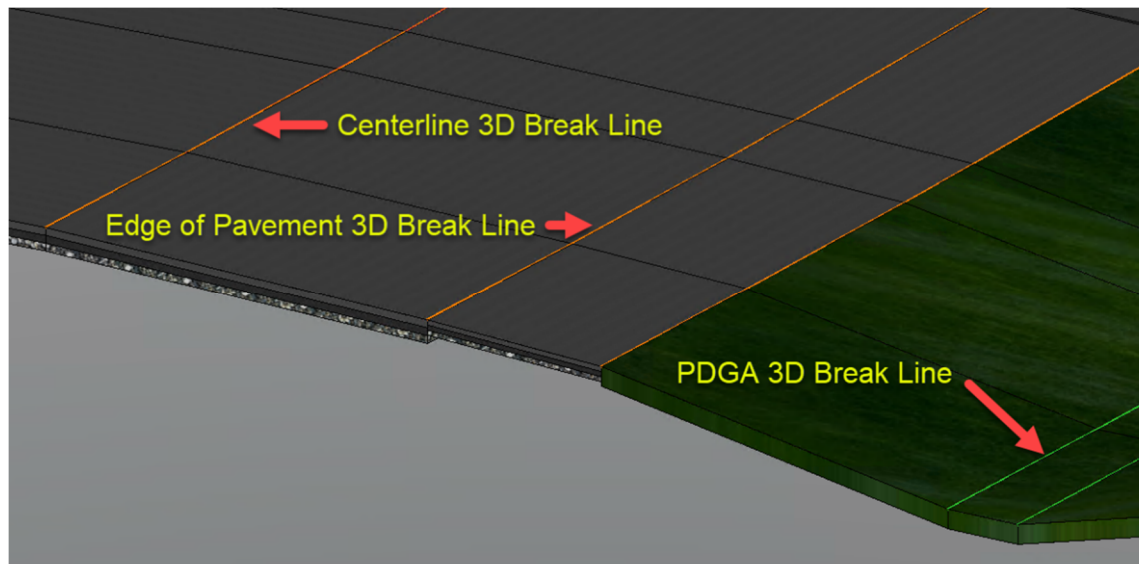 Centerline 3D Break Line
Edge of Pavement 3D Break Line
PDGA 3D Break Line